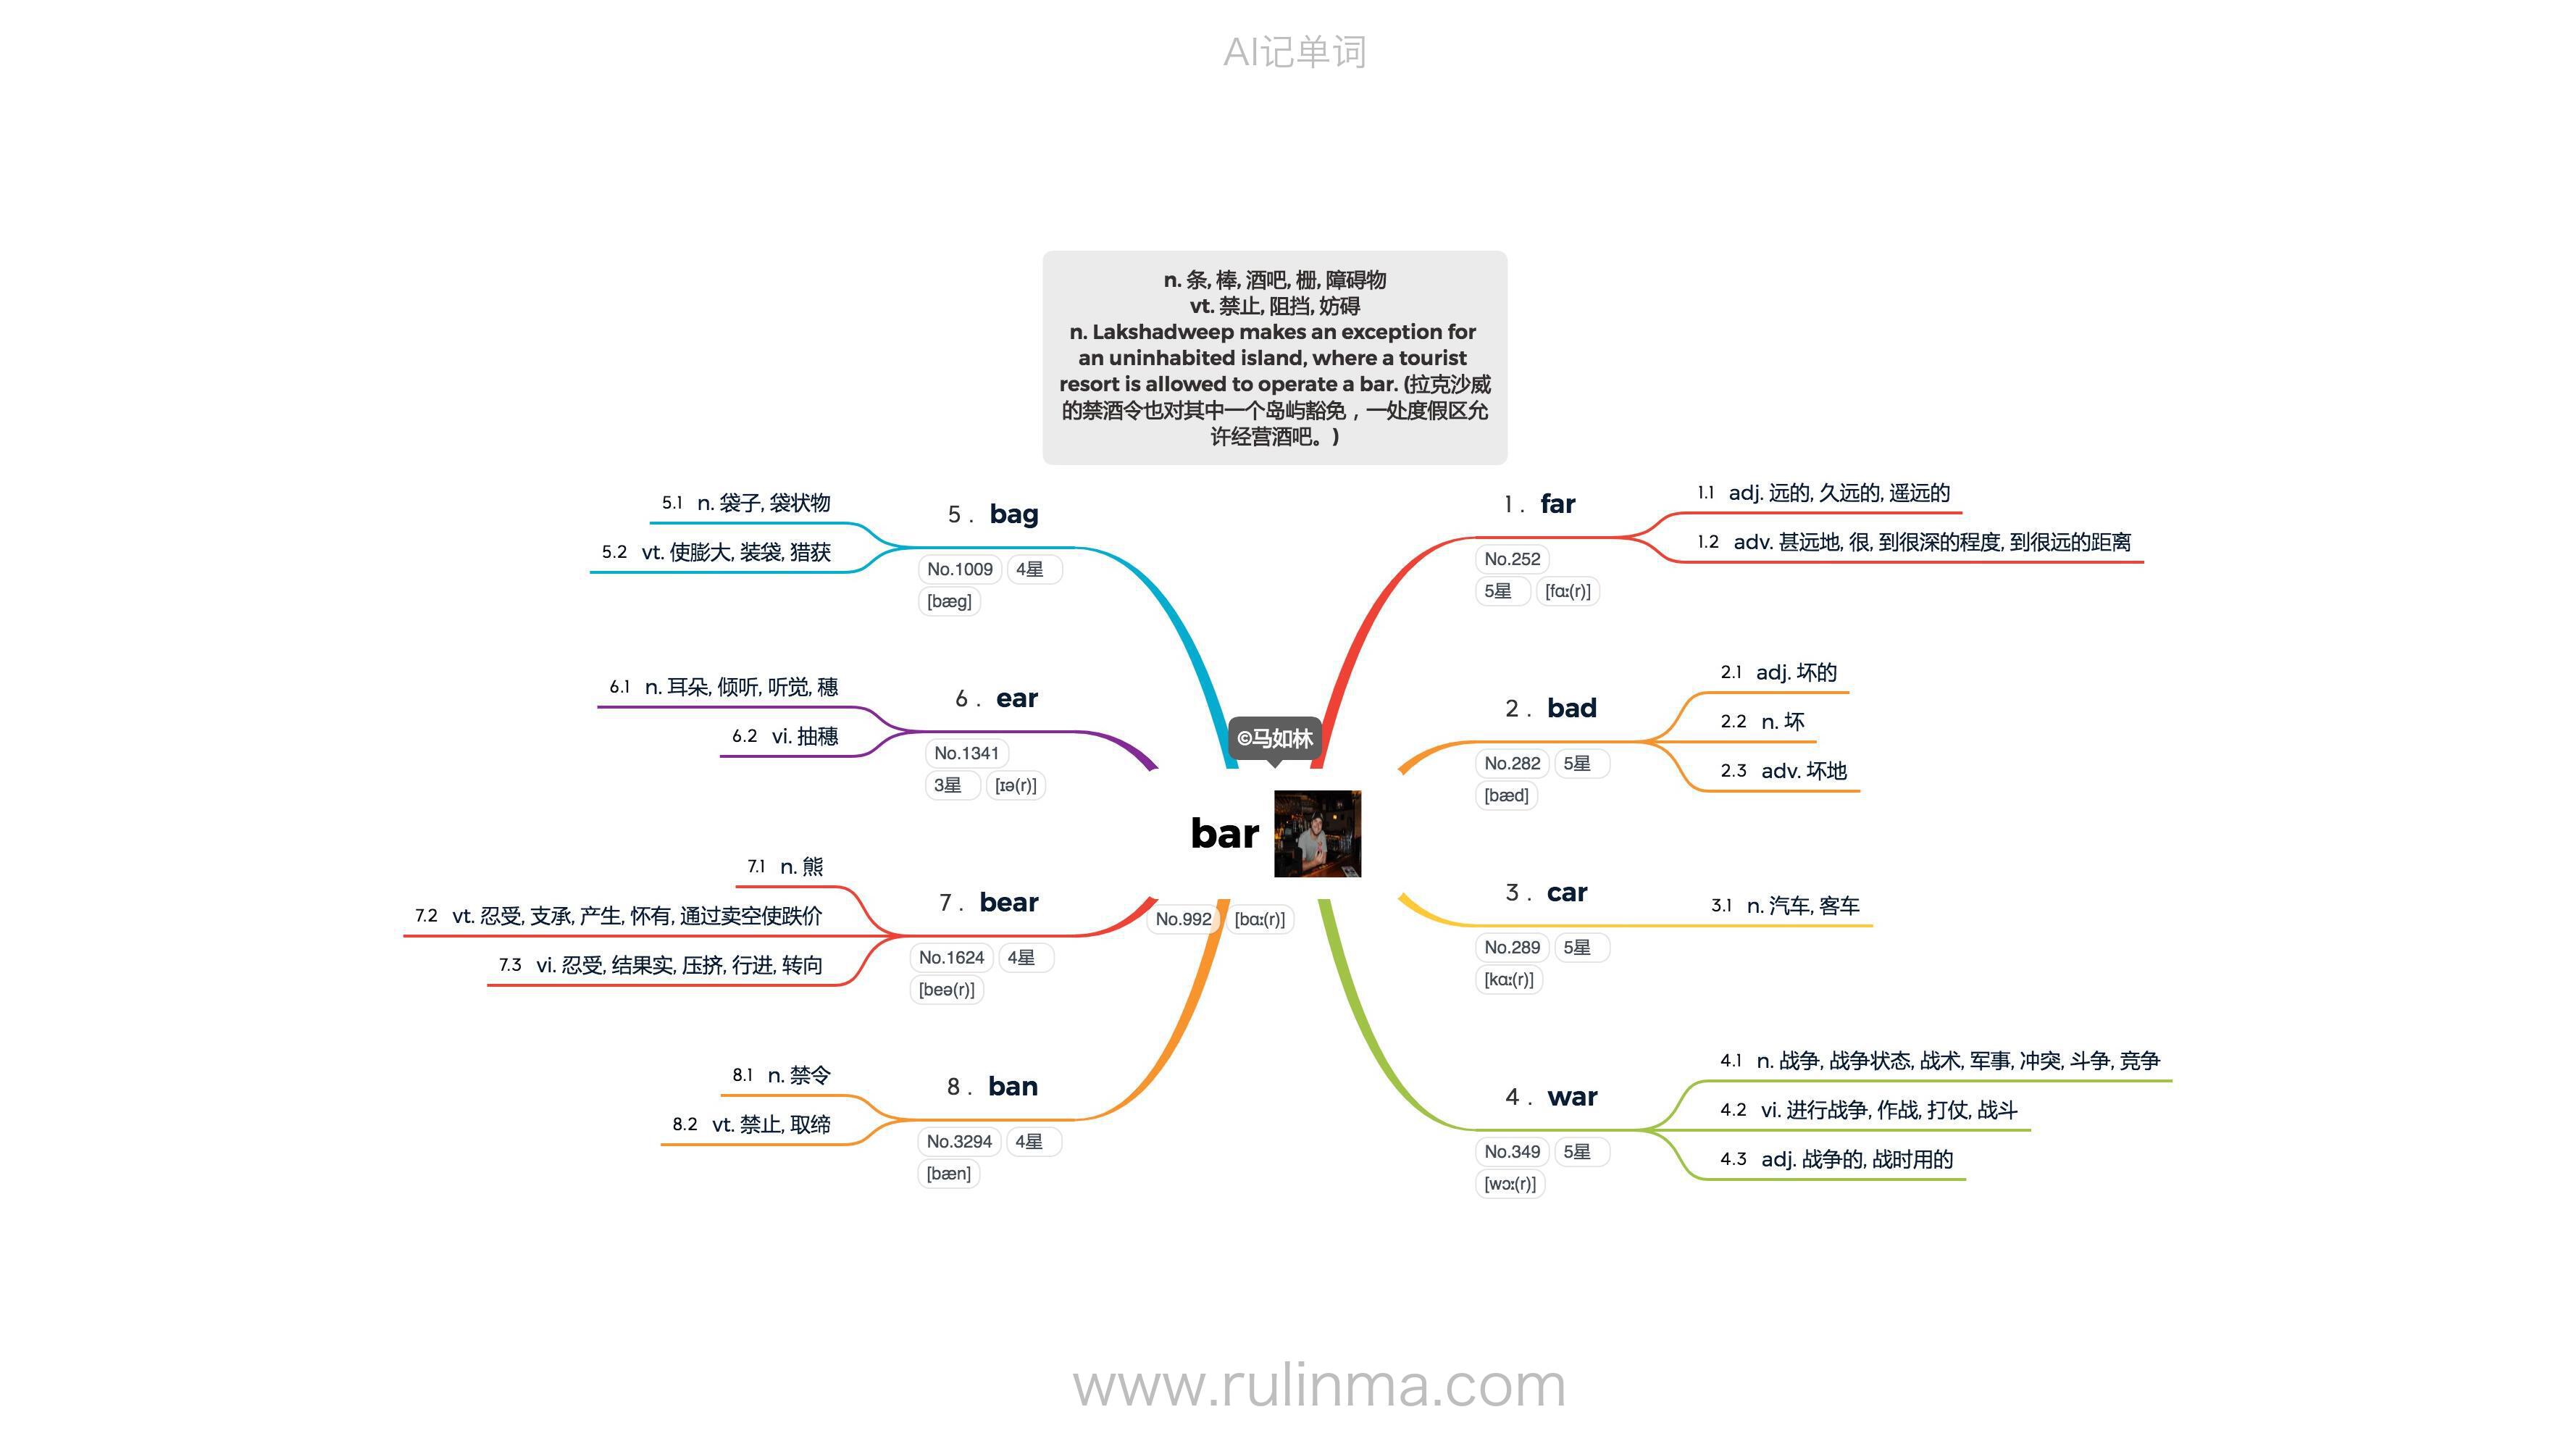 AI记单词
n. 条, 棒, 酒吧, 栅, 障碍物
vt. 禁止, 阻挡, 妨碍
n. Lakshadweep makes an exception for
an uninhabited island, where a tourist
resort is allowed to operate a bar. (拉克沙威
的禁酒令也对其中一个岛屿豁免，一处度假区允
许经营酒吧。)
©马如林
bar
No.992 [bɑː(r)]
1. far
No.252
5星 [fɑː(r)]
1.1 adj. 远的, 久远的, 遥远的
1.2 adv. 甚远地, 很, 到很深的程度, 到很远的距离
2. bad
No.282 5星
[bæd]
2.1 adj. 坏的
2.2 n. 坏
2.3 adv. 坏地
3. car
No.289 5星
[kɑː(r)]
3.1 n. 汽车, 客车
4. war
No.349 5星
[wɔː(r)]
4.1 n. 战争, 战争状态, 战术, 军事, 冲突, 斗争, 竞争
4.2 vi. 进行战争, 作战, 打仗, 战斗
4.3 adj. 战争的, 战时用的
5. bag
No.1009 4星
[bæg]
5.1 n. 袋子, 袋状物
5.2 vt. 使膨大, 装袋, 猎获
6. ear
No.1341
3星 [ɪə(r)]
6.1 n. 耳朵, 倾听, 听觉, 穗
6.2 vi. 抽穗
7. bear
No.1624 4星
[beə(r)]
7.1 n. 熊
7.2 vt. 忍受, 支承, 产生, 怀有, 通过卖空使跌价
7.3 vi. 忍受, 结果实, 压挤, 行进, 转向
8. ban
No.3294 4星
[bæn]
8.1 n. 禁令
8.2 vt. 禁止, 取缔
www.rulinma.com